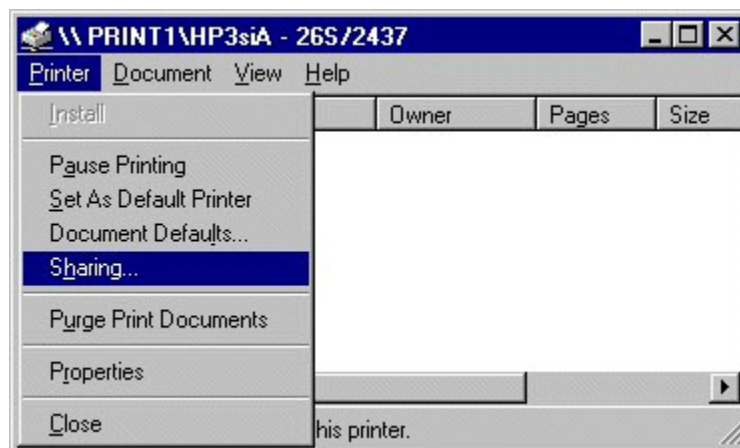 \\ PRINT1\HP3siA - 26S/2437
Printer Document View Help
Install
Owner Pages Size
Pause Printing
Set As Default Printer
Document Defaults...
Sharing...
Purge Print Documents
Properties
Close
his printer.